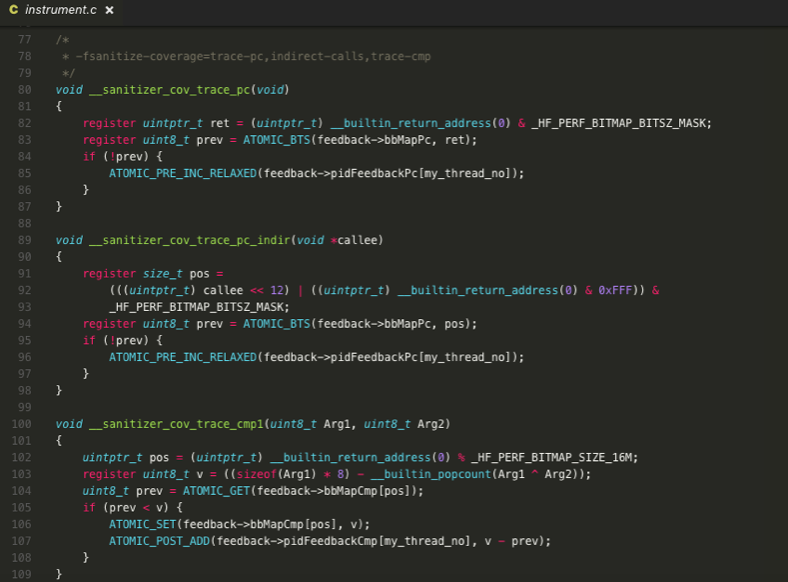 C instrument.c ×
77 /*
78  * -fsanitize-coverage=trace-pc,indirect-calls,trace-cmp
79  */
80 void __sanitizer_cov_trace_pc(void)
81 {
82     register uintptr_t ret = (uintptr_t) __builtin_return_address(0) & _HF_PERF_BITMAP_BITSZ_MASK;
83     register uint8_t prev = ATOMIC_BTS(feedback->bbMapPc, ret);
84     if (!prev) {
85         ATOMIC_PRE_INC_RELAXED(feedback->pidFeedbackPc[my_thread_no]);
86     }
87 }
88
89 void __sanitizer_cov_trace_pc_indir(void *callee)
90 {
91     register size_t pos =
92         (((uintptr_t) callee << 12) | ((uintptr_t) __builtin_return_address(0) & 0xFFF)) &
93         _HF_PERF_BITMAP_BITSZ_MASK;
94     register uint8_t prev = ATOMIC_BTS(feedback->bbMapPc, pos);
95     if (!prev) {
96         ATOMIC_PRE_INC_RELAXED(feedback->pidFeedbackPc[my_thread_no]);
97     }
98 }
99
100 void __sanitizer_cov_trace_cmp1(uint8_t Arg1, uint8_t Arg2)
101 {
102     uintptr_t pos = (uintptr_t) __builtin_return_address(0) % _HF_PERF_BITMAP_SIZE_16M;
103     register uint8_t v = ((sizeof(Arg1) * 8) - __builtin_popcount(Arg1 ^ Arg2));
104     uint8_t prev = ATOMIC_GET(feedback->bbMapCmp[pos]);
105     if (prev < v) {
106         ATOMIC_SET(feedback->bbMapCmp[pos], v);
107         ATOMIC_POST_ADD(feedback->pidFeedbackCmp[my_thread_no], v - prev);
108     }
109 }